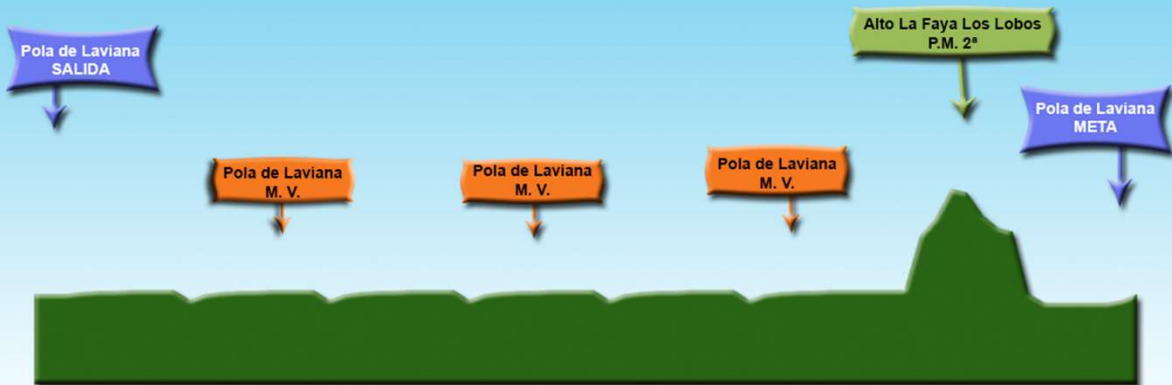 Pola de Laviana
SALIDA
Pola de Laviana
M. V.
Pola de Laviana
M. V.
Pola de Laviana
M. V.
Alto La Faya Los Lobos
P.M. 2ª
Pola de Laviana
META